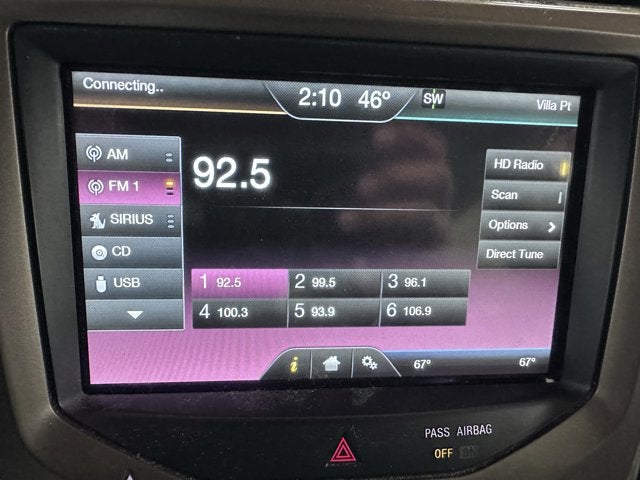 Connecting..
2:10 46° SW
Villa Pt
AM
FM 1
SIRIUS
CD
USB
92.5
HD Radio
Scan
Options
Direct Tune
1 92.5
2 99.5
3 96.1
4 100.3
5 93.9
6 106.9
i
67°
67°
PASS AIRBAG
OFF ON